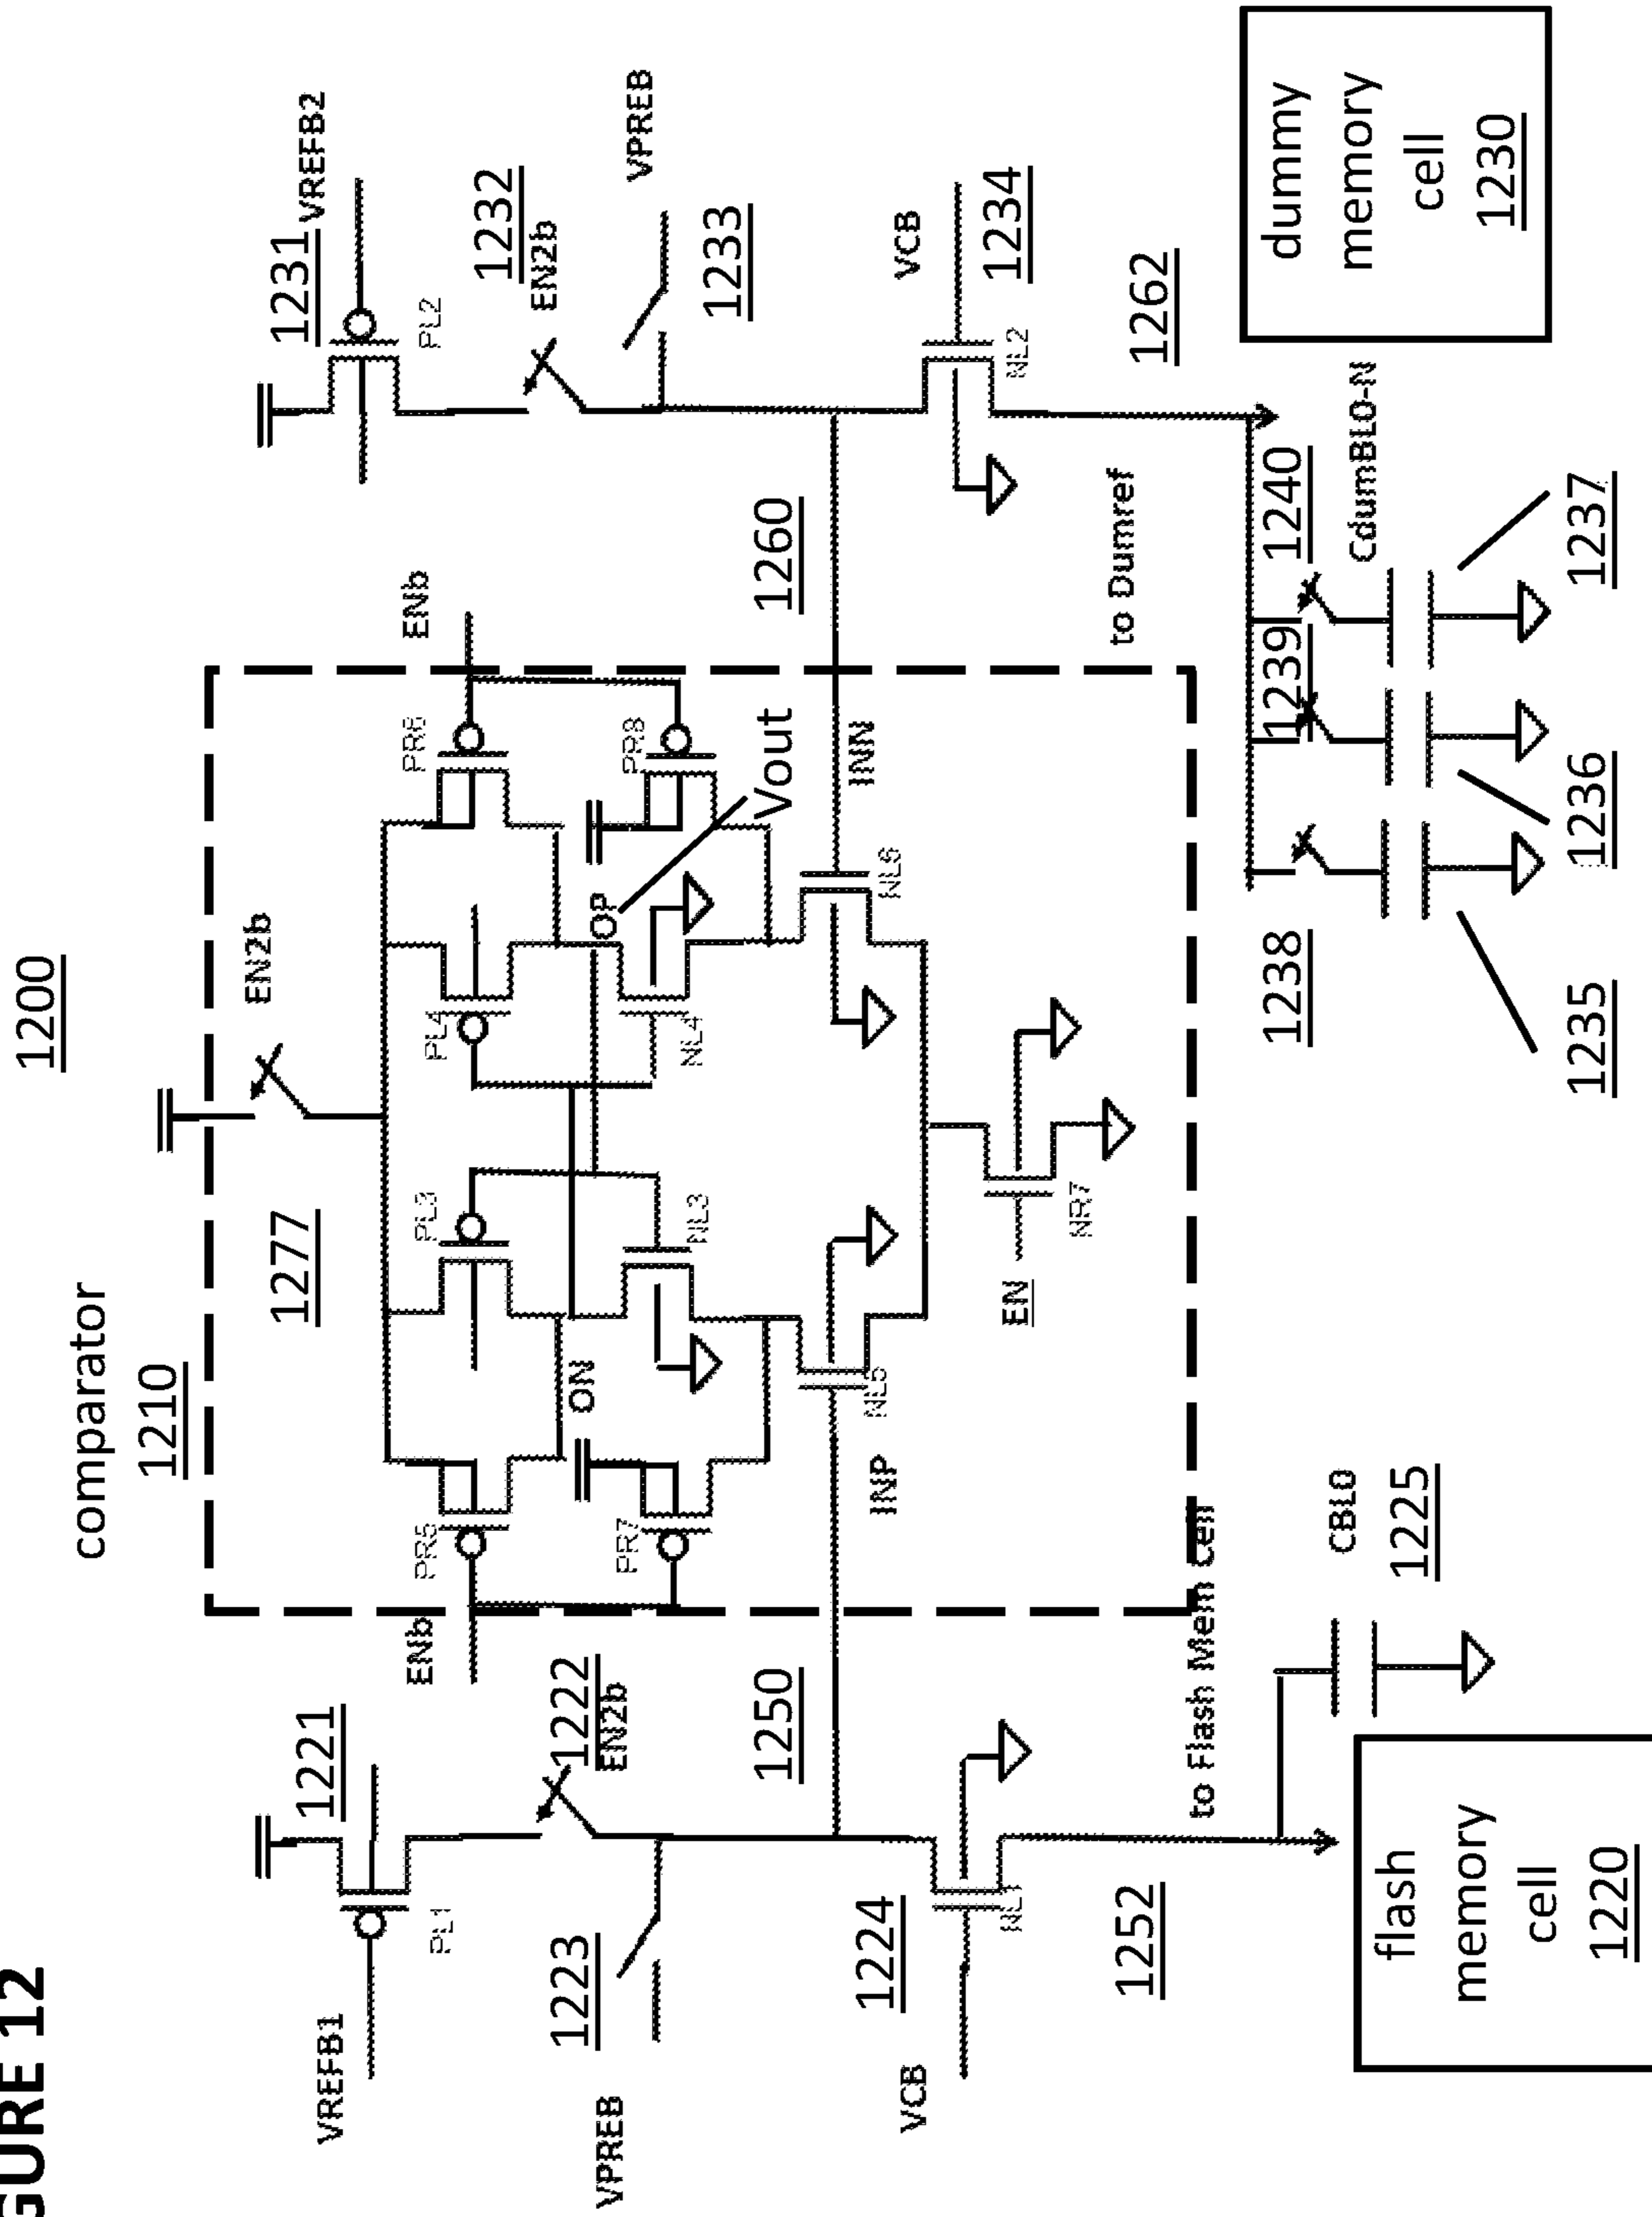 GURE 12
1200
comparator
1210
1277
EN2b
VREFB1
1221
PL1
1231
VREFB2
PL2
VPREB
1223
1222
EN2b
1232
EN2b
VPREB
1233
ENb
PR5
PR7
PL3
NL3
PL4
NL4
PR6
PR8
ENb
ON
OP
Vout
1250
INP
NL5
1260
INN
NL6
EN
NR7
VCB
1224
NL1
VCB
1234
NL2
1252
to Flash Mem Cell
1262
to Dumref
CBL0
1225
flash
memory
cell
1220
1238
1239
1240
CdumBL0-N
1235
1236
1237
dummy
memory
cell
1230